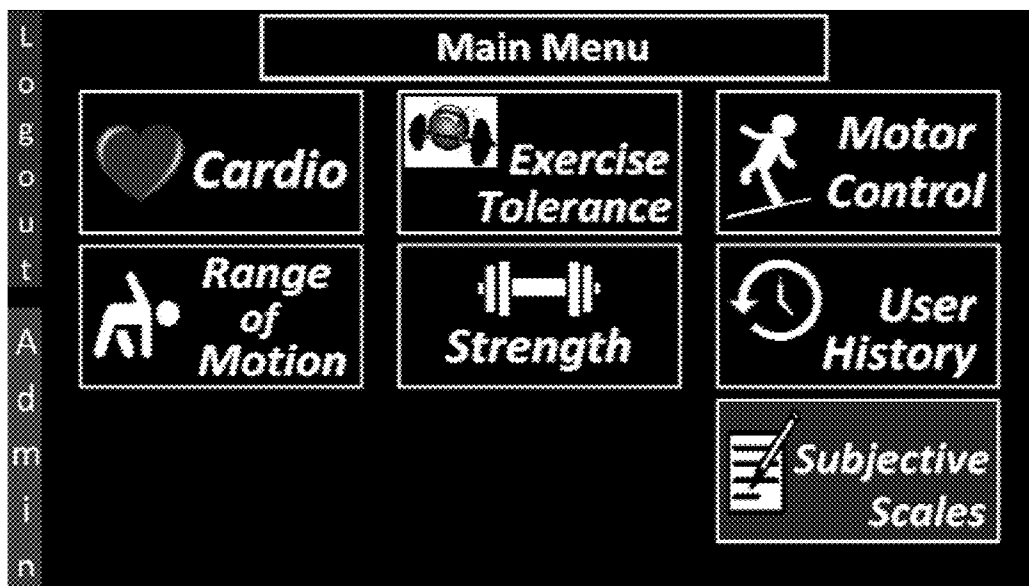 Main Menu
Logout
Admin
Cardio
Exercise
Tolerance
Motor
Control
Range
of
Motion
Strength
User
History
Subjective
Scales